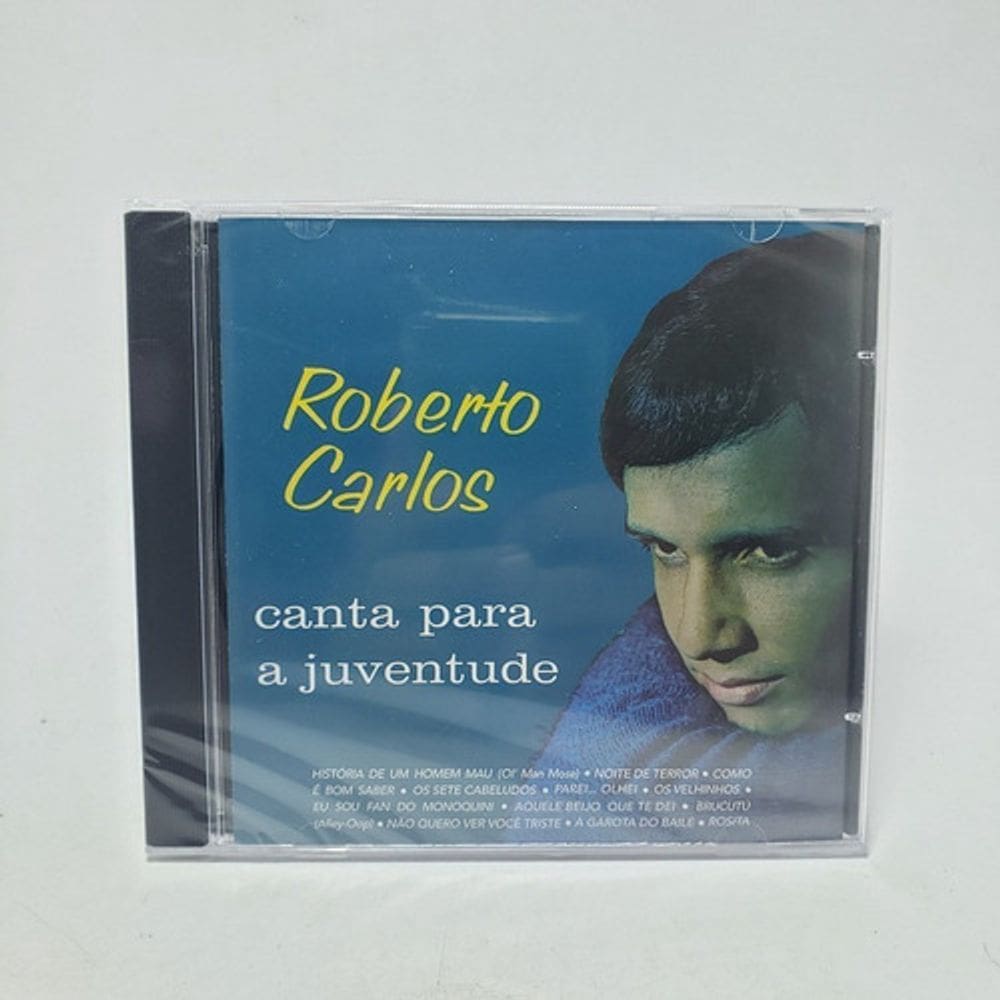 Roberto
Carlos
canta para
a juventude
HISTÓRIA DE UM HOMEM MAU (Ol' Man Mose) • NOITE DE TERROR • COMO
É BOM SABER • OS SETE CABELUDOS • PAREI... OLHEI • OS VELHINHOS •
EU SOU FAN DO MONOQUINI • AQUELE BEIJO QUE TE DEI • BRUCUTÚ
(Alley-Oop) • NÃO QUERO VER VOCÊ TRISTE • A GAROTA DO BAILE • ROSITA